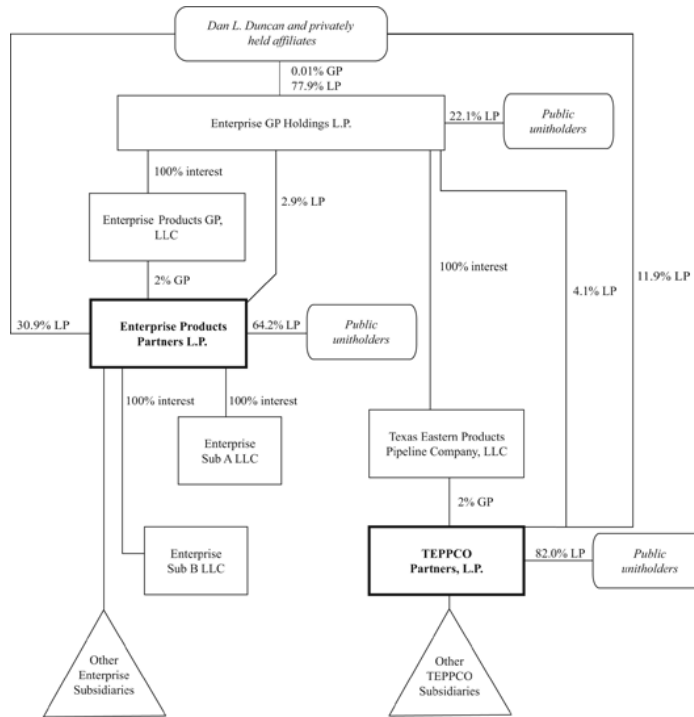 Dan L. Duncan and privately
held affiliates
0.01% GP
77.9% LP
Enterprise GP Holdings L.P.
22.1% LP
Public
unitholders
100% interest
2.9% LP
Enterprise Products GP,
LLC
100% interest
4.1% LP
11.9% LP
2% GP
30.9% LP
Enterprise Products
Partners L.P.
64.2% LP
Public
unitholders
100% interest
100% interest
Enterprise
Sub A LLC
Texas Eastern Products
Pipeline Company, LLC
2% GP
Enterprise
Sub B LLC
TEPPCO
Partners, L.P.
82.0% LP
Public
unitholders
Other
Enterprise
Subsidiaries
Other
TEPPCO
Subsidiaries